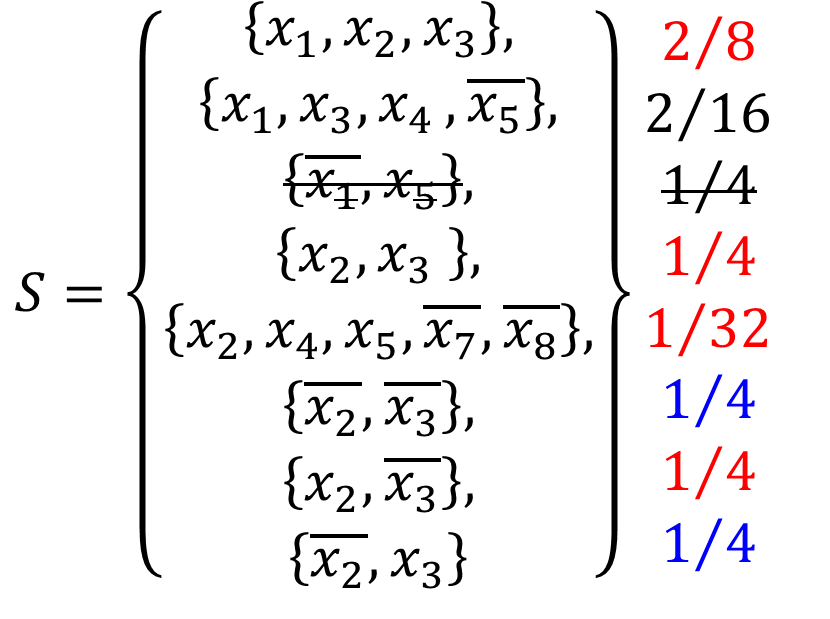 {x₁, x₂, x₃}, 2/8
{x₁, x₃, x₄ , x̅₅}, 2/16
{x̅₁, x₅}, 1/4
{x₂, x₃ }, 1/4
S = {x₂, x₄, x₅, x̅₇, x̅₈}, 1/32
{x̅₂, x̅₃}, 1/4
{x₂, x̅₃}, 1/4
{x̅₂, x₃} 1/4